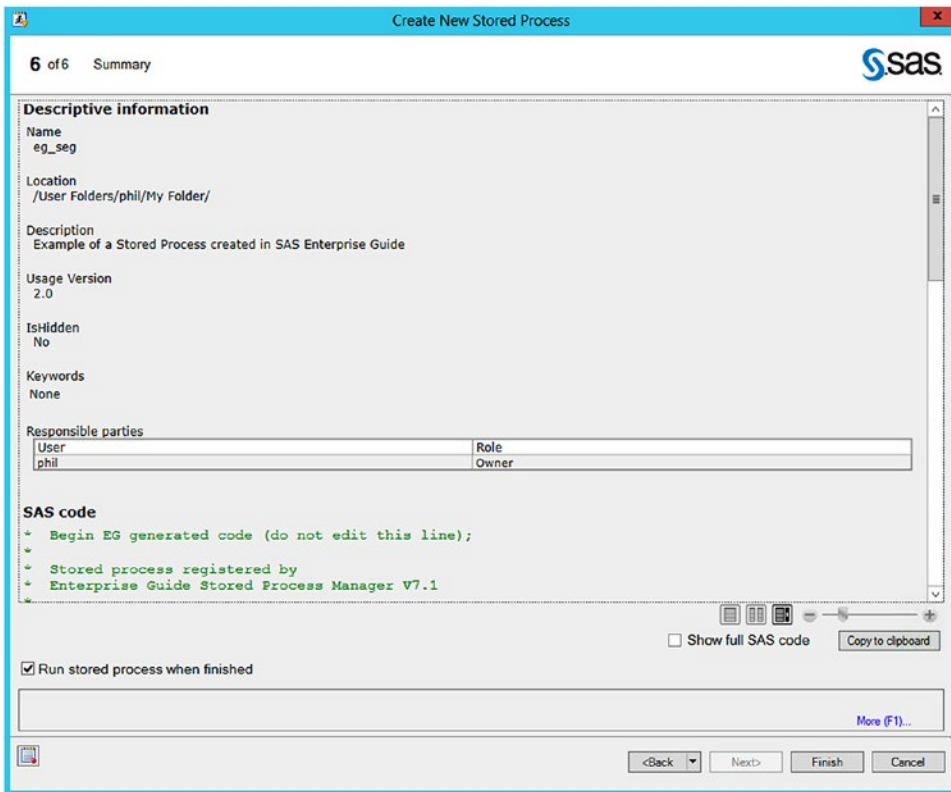 Create New Stored Process
x
6 of 6 Summary
sas
Descriptive information
Name
eg_seg
Location
/User Folders/phil/My Folder/
Description
Example of a Stored Process created in SAS Enterprise Guide
Usage Version
2.0
IsHidden
No
Keywords
None
Responsible parties
User Role
phil Owner
SAS code
* Begin EG generated code (do not edit this line);
*
* Stored process registered by
* Enterprise Guide Stored Process Manager V7.1
*
Show full SAS code Copy to clipboard
Run stored process when finished
More (F1)...
<Back Next> Finish Cancel